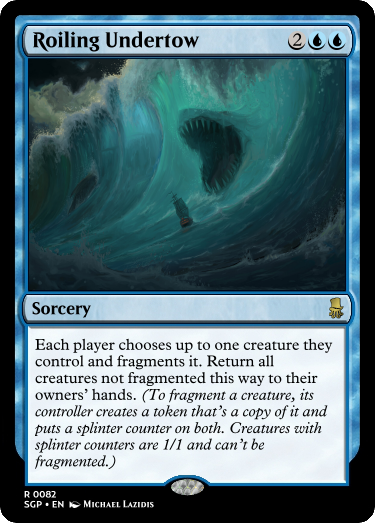 Roiling Undertow 2
Sorcery
Each player chooses up to one creature they
control and fragments it. Return all
creatures not fragmented this way to their
owners' hands. (To fragment a creature, its
controller creates a token that's a copy of it and
puts a splinter counter on both. Creatures with
splinter counters are 1/1 and can't be
fragmented.)
R 0082
SGP • EN Michael Lazidis